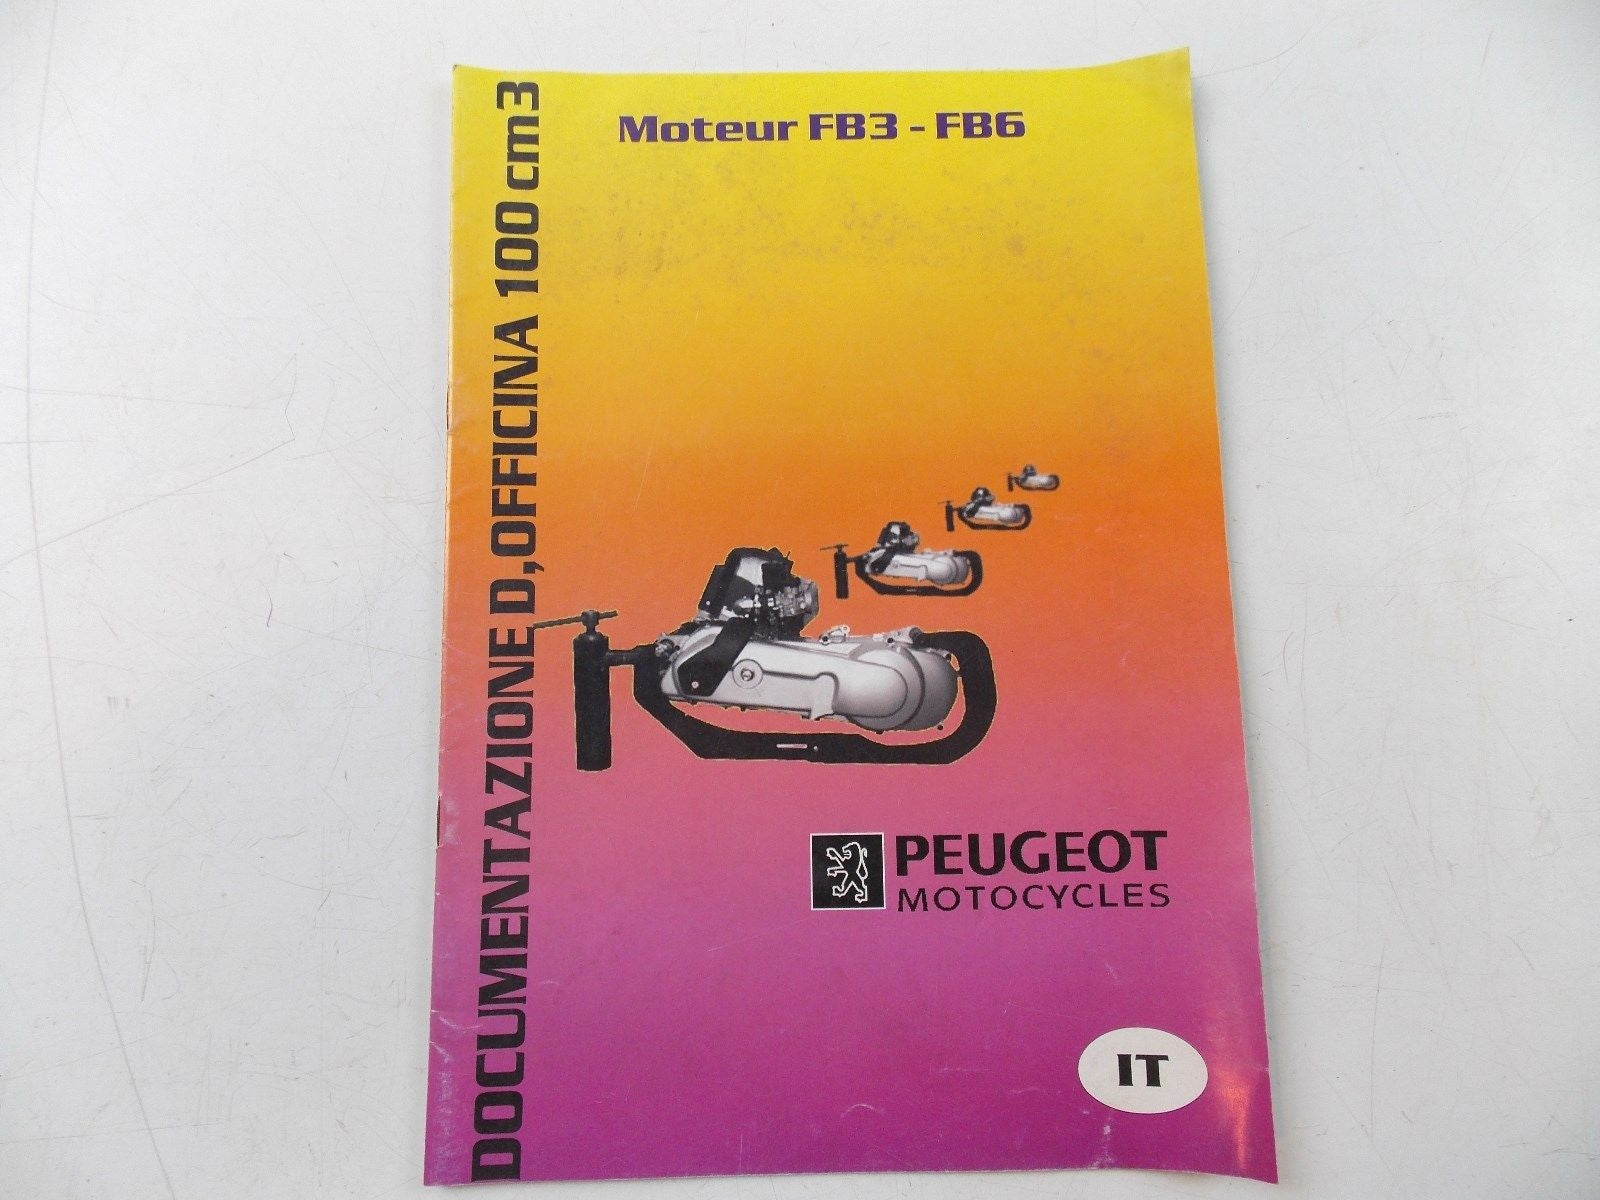 Moteur FB3 - FB6
DOCUMENTAZIONE D,OFFICINA 100 cm3
PEUGEOT
MOTOCYCLES
IT